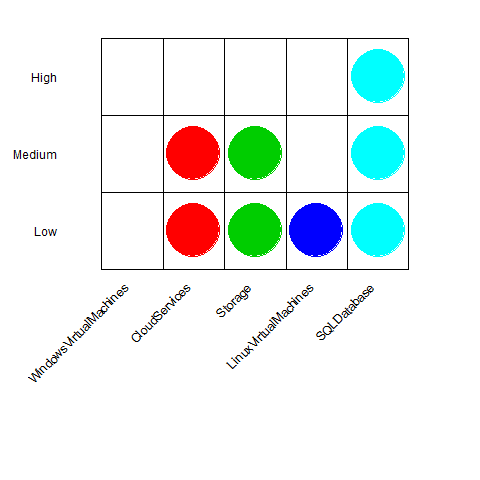 High
Medium
Low
WindowsVirtualMachines
CloudServices
Storage
LinuxVirtualMachines
SQLDatabase